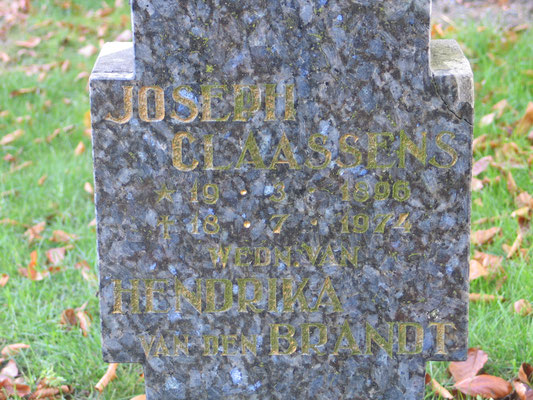 JOSEPH
CLAASSENS
* 19 · 3 · 1896
† 18 · 7 · 1974
WEDN. VAN
HENDRIKA
VAN DEN BRANDT